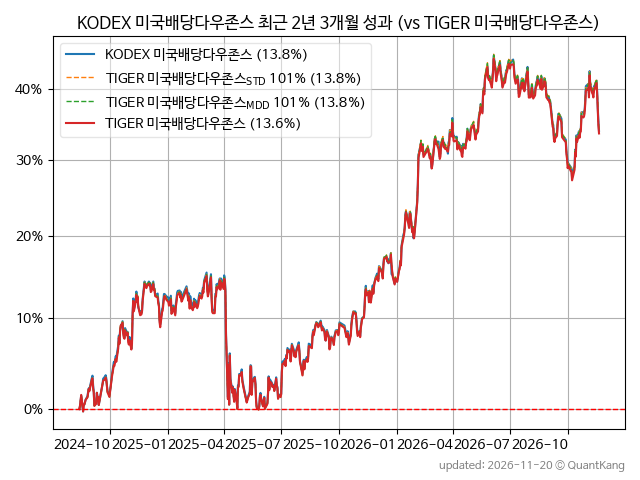 KODEX 미국배당다우존스 최근 2년 3개월 성과 (vs TIGER 미국배당다우존스)
KODEX 미국배당다우존스 (13.8%)
TIGER 미국배당다우존스STD 101% (13.8%)
TIGER 미국배당다우존스MDD 101% (13.8%)
TIGER 미국배당다우존스 (13.6%)
40%
30%
20%
10%
0%
2024-10 2025-01 2025-04 2025-07 2025-10 2026-01 2026-04 2026-07 2026-10
updated: 2026-11-20 © QuantKang